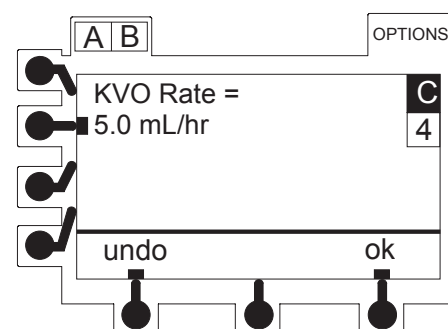 A B
OPTIONS
KVO Rate =
5.0 mL/hr
C
4
undo
ok